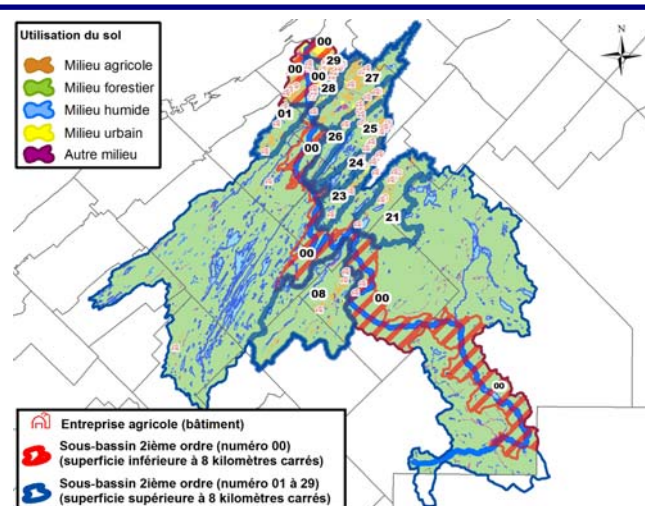 Utilisation du sol
Milieu agricole
Milieu forestier
Milieu humide
Milieu urbain
Autre milieu
N
00
00
29
00
27
28
01
25
26
00
24
23
21
00
00
08
00
Entreprise agricole (bâtiment)
Sous-bassin 2ième ordre (numéro 00)
(superficie inférieure à 8 kilomètres carrés)
Sous-bassin 2ième ordre (numéro 01 à 29)
(superficie supérieure à 8 kilomètres carrés)